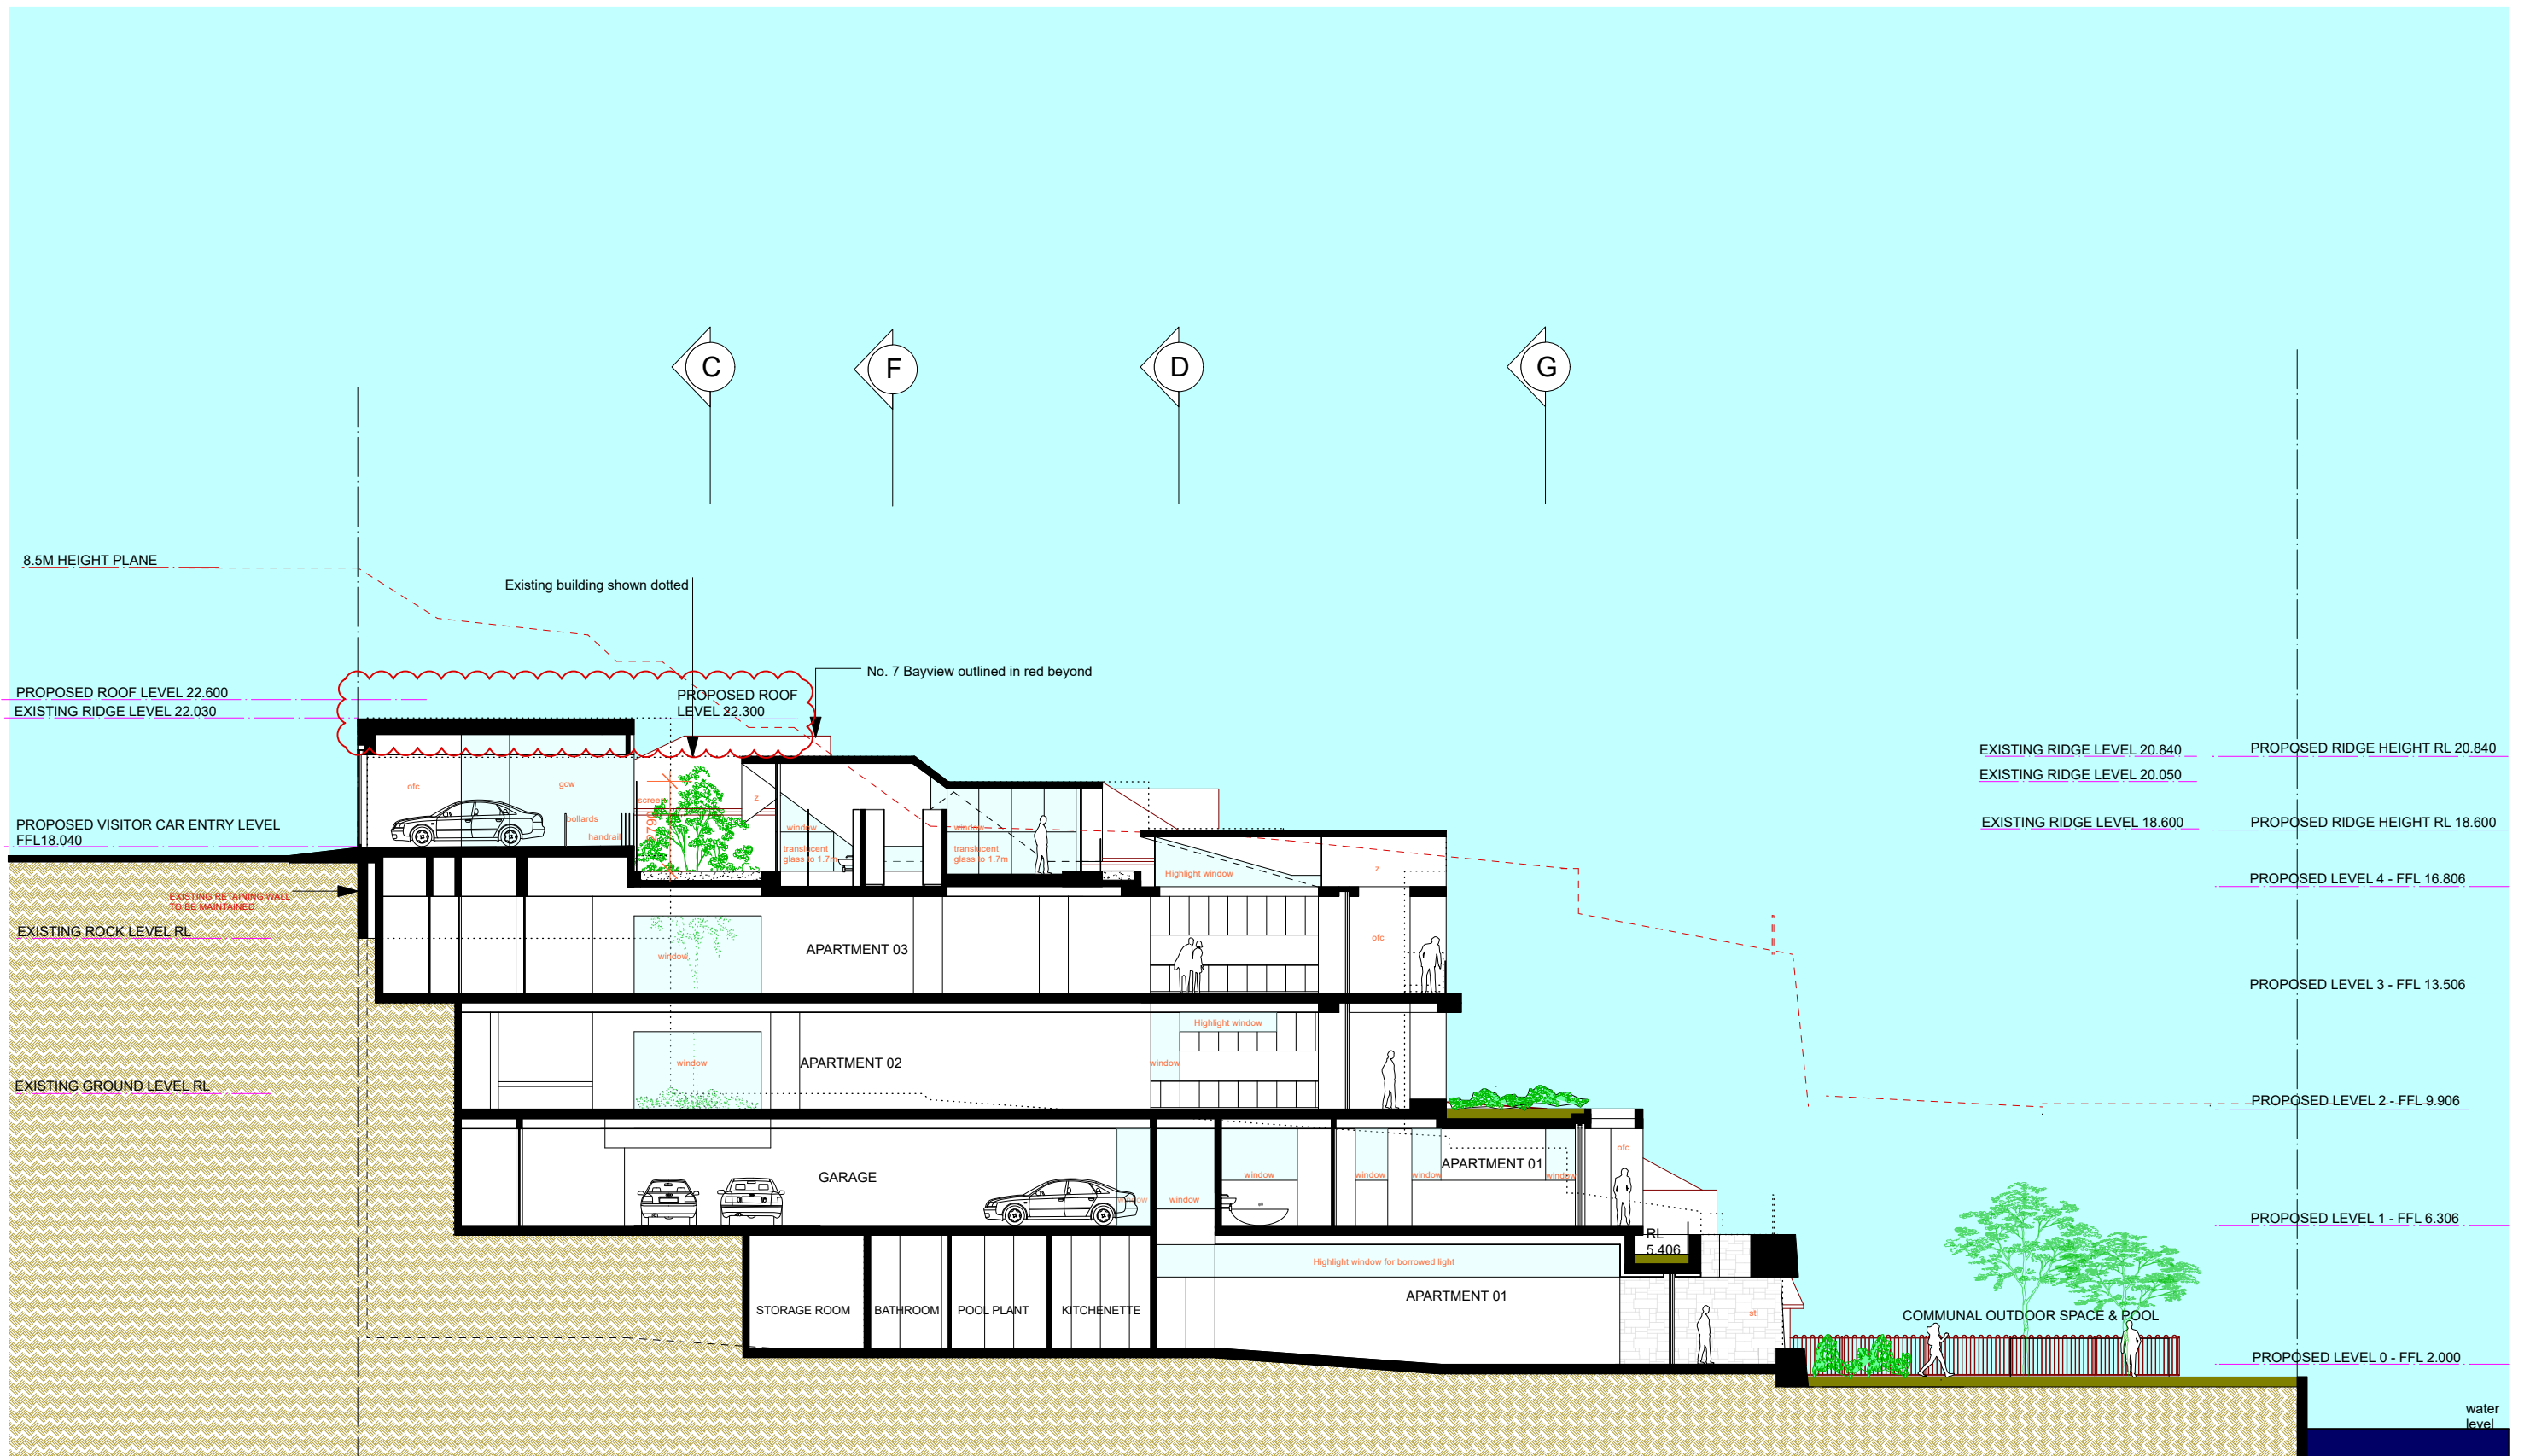 C
F
D
G
8.5M HEIGHT PLANE
Existing building shown dotted
No. 7 Bayview outlined in red beyond
PROPOSED ROOF LEVEL 22.600
EXISTING RIDGE LEVEL 22.030
PROPOSED ROOF
LEVEL 22.300
EXISTING RIDGE LEVEL 20.840
PROPOSED RIDGE HEIGHT RL 20.840
EXISTING RIDGE LEVEL 20.050
ofc
gcw
screen
z
bollards
handrail
window
translucent
glass to 1.7m
window
translucent
glass to 1.7m
PROPOSED VISITOR CAR ENTRY LEVEL
FFL18.040
EXISTING RIDGE LEVEL 18.600
PROPOSED RIDGE HEIGHT RL 18.600
Highlight window
z
PROPOSED LEVEL 4 - FFL 16.806
EXISTING RETAINING WALL
TO BE MAINTAINED
EXISTING ROCK LEVEL RL
window
APARTMENT 03
ofc
PROPOSED LEVEL 3 - FFL 13.506
Highlight window
window
APARTMENT 02
window
EXISTING GROUND LEVEL RL
PROPOSED LEVEL 2 - FFL 9.906
GARAGE
window
window
window
window
window
APARTMENT 01
window
ofc
PROPOSED LEVEL 1 - FFL 6.306
RL
5.406
Highlight window for borrowed light
STORAGE ROOM
BATHROOM
POOL PLANT
KITCHENETTE
APARTMENT 01
st
COMMUNAL OUTDOOR SPACE & POOL
PROPOSED LEVEL 0 - FFL 2.000
water
level